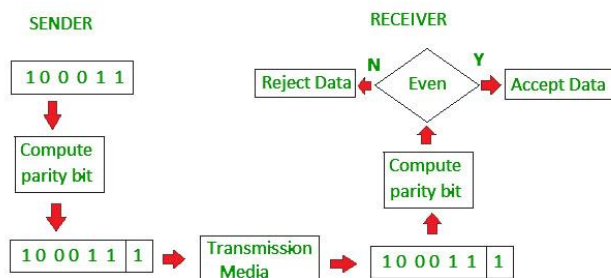 SENDER
1 0 0 0 1 1
Compute
parity bit
1 0 0 0 1 1 1
Transmission
Media
RECEIVER
1 0 0 0 1 1 1
Compute
parity bit
Even
N
Reject Data
Y
Accept Data